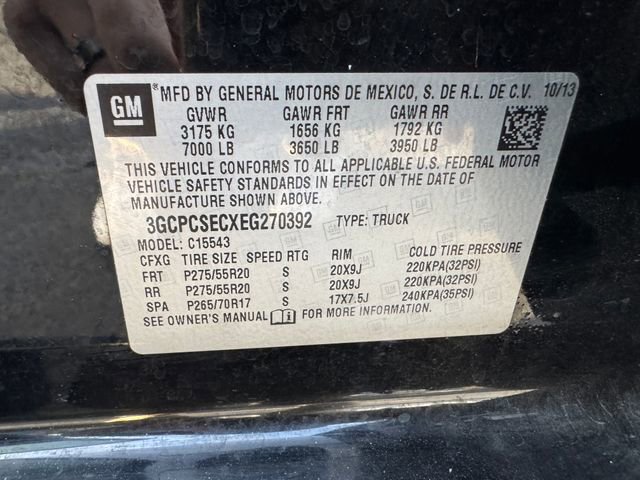 GM ® MFD BY GENERAL MOTORS DE MEXICO, S. DE R.L. DE C.V. 10/13
GVWR GAWR FRT GAWR RR
3175 KG 1656 KG 1792 KG
7000 LB 3650 LB 3950 LB
THIS VEHICLE CONFORMS TO ALL APPLICABLE U.S. FEDERAL MOTOR
VEHICLE SAFETY STANDARDS IN EFFECT ON THE DATE OF
MANUFACTURE SHOWN ABOVE.
3GCPCSECXEG270392 TYPE: TRUCK
MODEL: C15543
CFXG TIRE SIZE SPEED RTG RIM COLD TIRE PRESSURE
FRT P275/55R20 S 20X9J 220KPA(32PSI)
RR P275/55R20 S 20X9J 220KPA(32PSI)
SPA P265/70R17 S 17X7.5J 240KPA(35PSI)
SEE OWNER'S MANUAL i FOR MORE INFORMATION.